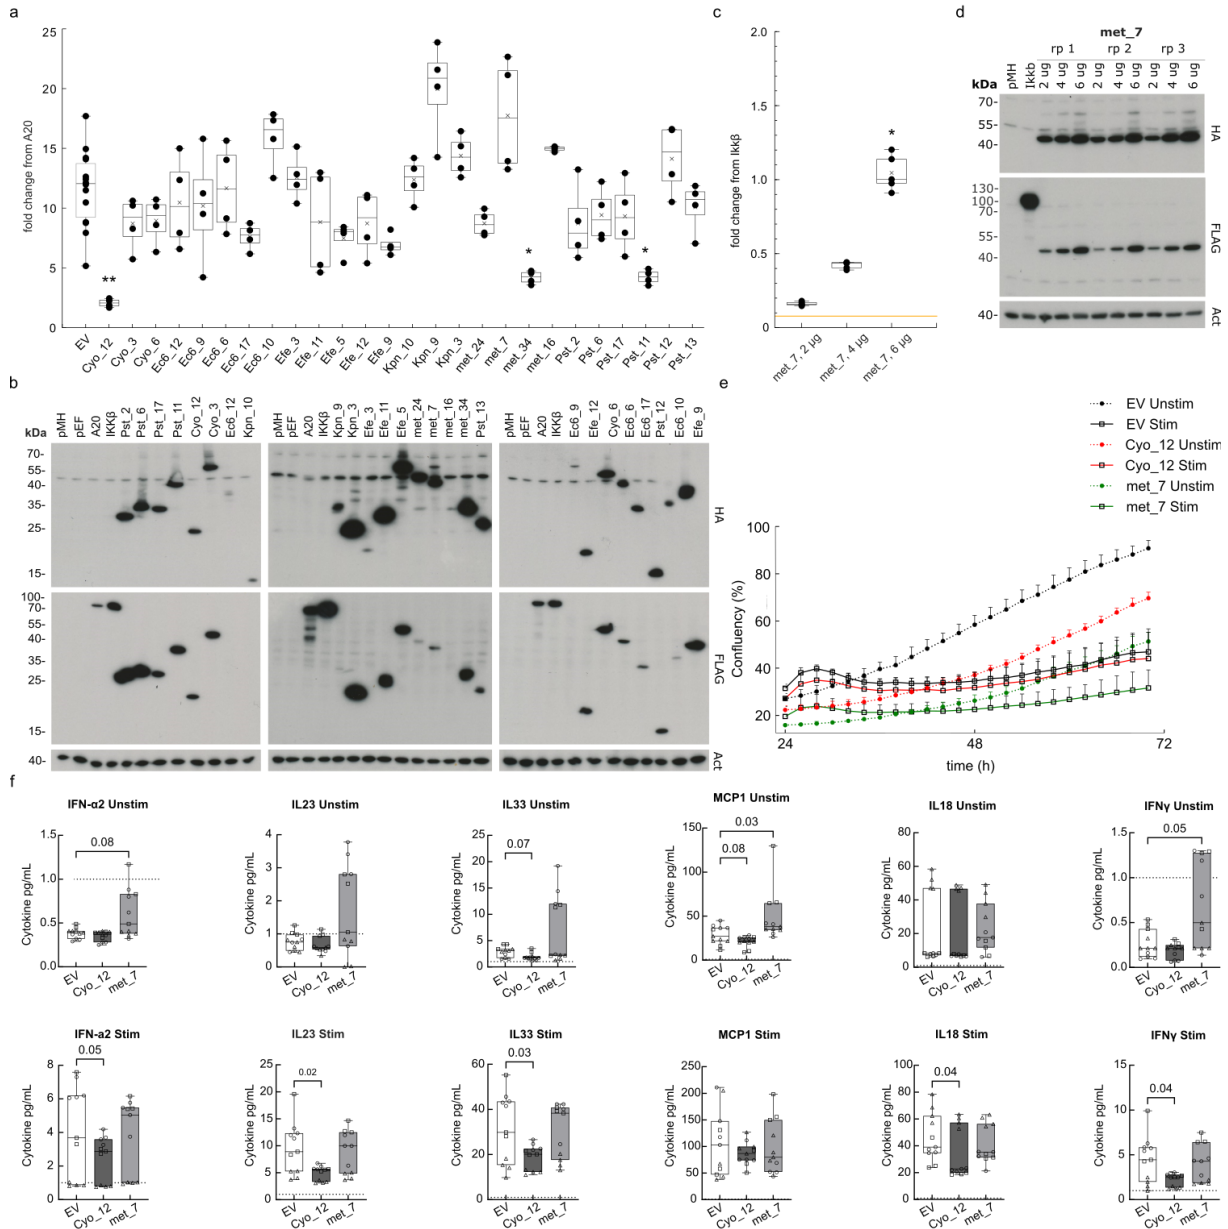 a
fold change from A20
25
20
15
10
5
0
EV
Cyo_12
Cyo_3
Cyo_6
Ec6_12
Ec6_9
Ec6_6
Ec6_17
Ec6_10
Efe_3
Efe_11
Efe_5
Efe_12
Efe_9
Kpn_10
Kpn_9
Kpn_3
met_24
met_7
met_34
met_16
Pst_2
Pst_6
Pst_17
Pst_11
Pst_12
Pst_13
**
*
*
c
fold change from Ikkβ
2.0
1.6
1.2
0.8
0.4
0
*
met_7, 2 µg
met_7, 4 µg
met_7, 6 µg
d
met_7
rp 1 rp 2 rp 3
kDa pMH Ikkb 2 ug 4 ug 6 ug 2 ug 4 ug 6 ug 2 ug 4 ug 6 ug
70-
55-
40-
HA
130-
100-
70-
55-
40-
FLAG
40-
Act
b
kDa pMH pEF A20 IKKβ Pst_2 Pst_6 Pst_17 Pst_11 Cyo_12 Cyo_3 Ec6_12 Kpn_10
pMH pEF A20 IKKβ Kpn_9 Kpn_3 Efe_3 Efe_11 Efe_5 met_24 met_7 met_16 met_34 Pst_13
pMH pEF A20 IKKβ Ec6_9 Efe_12 Cyo_6 Ec6_6 Ec6_17 Pst_12 Ec6_10 Efe_9
70-
55-
40-
35-
25-
15-
HA
100-
70-
55-
40-
35-
25-
15-
FLAG
40-
Act
e
EV Unstim
EV Stim
Cyo_12 Unstim
Cyo_12 Stim
met_7 Unstim
met_7 Stim
Confluency (%)
100
80
60
40
20
24 48 72
time (h)
f
IFN-α2 Unstim
Cytokine pg/mL
1.5
1.0
0.5
0.0
0.08
EV Cyo_12 met_7
IL23 Unstim
Cytokine pg/mL
4
3
2
1
0
EV Cyo_12 met_7
IL33 Unstim
Cytokine pg/mL
25
20
15
10
5
0
0.07
EV Cyo_12 met_7
MCP1 Unstim
Cytokine pg/mL
150
100
50
0
0.03
0.08
EV Cyo_12 met_7
IL18 Unstim
Cytokine pg/mL
80
60
40
20
0
EV Cyo_12 met_7
IFNγ Unstim
Cytokine pg/mL
1.5
1.0
0.5
0.0
0.05
EV Cyo_12 met_7
IFN-a2 Stim
Cytokine pg/mL
8
6
4
2
0
0.05
EV Cyo_12 met_7
IL23 Stim
Cytokine pg/mL
25
20
15
10
5
0
0.02
EV Cyo_12 met_7
IL33 Stim
Cytokine pg/mL
60
40
20
0
0.03
EV Cyo_12 met_7
MCP1 Stim
Cytokine pg/mL
250
200
150
100
50
0
EV Cyo_12 met_7
IL18 Stim
Cytokine pg/mL
100
80
60
40
20
0
0.04
EV Cyo_12 met_7
IFNγ Stim
Cytokine pg/mL
15
10
5
0
0.04
EV Cyo_12 met_7